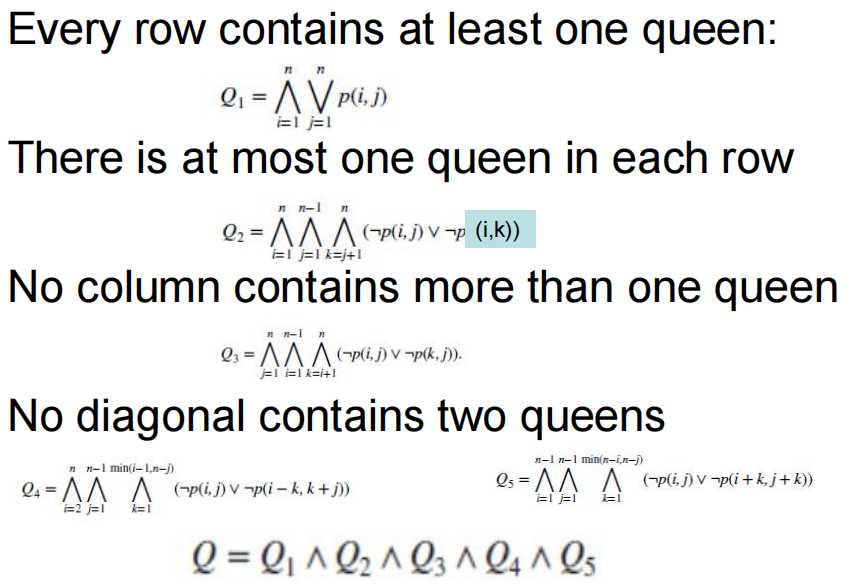 Every row contains at least one queen:
Q₁ = ⋀_{i=1}^{n} ⋁_{j=1}^{n} p(i, j)
There is at most one queen in each row
Q₂ = ⋀_{i=1}^{n} ⋀_{j=1}^{n−1} ⋀_{k=j+1}^{n} (¬p(i, j) ∨ ¬p (i,k))
No column contains more than one queen
Q₃ = ⋀_{j=1}^{n} ⋀_{i=1}^{n−1} ⋀_{k=i+1}^{n} (¬p(i, j) ∨ ¬p(k, j)).
No diagonal contains two queens
Q₄ = ⋀_{i=2}^{n} ⋀_{j=1}^{n−1} ⋀_{k=1}^{min(i−1,n−j)} (¬p(i, j) ∨ ¬p(i − k, k + j))
Q₅ = ⋀_{i=1}^{n−1} ⋀_{j=1}^{n−1} ⋀_{k=1}^{min(n−i,n−j)} (¬p(i, j) ∨ ¬p(i + k, j + k))
Q = Q₁ ∧ Q₂ ∧ Q₃ ∧ Q₄ ∧ Q₅